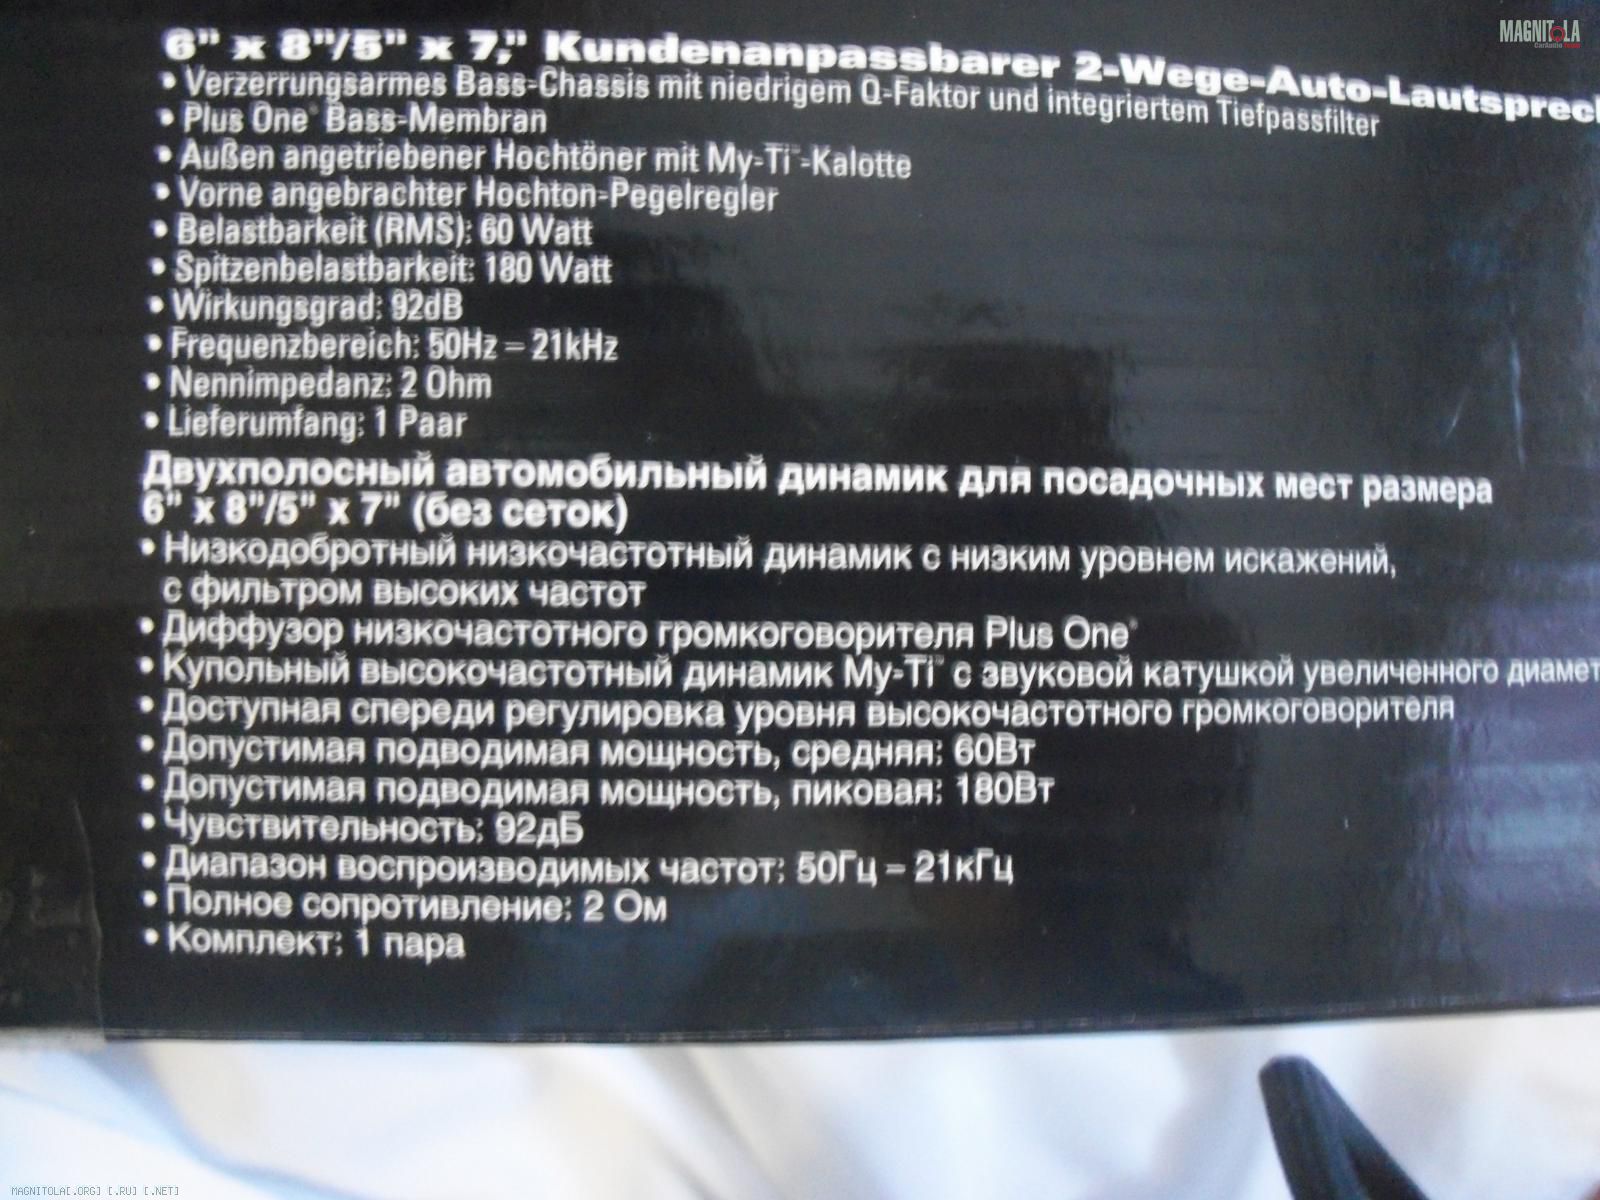 MAGNITOLA
CarAudio Team
6" x 8"/5" x 7," Kundenanpassbarer 2-Wege-Auto-Lautsprec
• Verzerrungsarmes Bass-Chassis mit niedrigem Q-Faktor und integriertem Tiefpassfilter
• Plus One® Bass-Membran
• Außen angetriebener Hochtöner mit My-Ti™-Kalotte
• Vorne angebrachter Hochton-Pegelregler
• Belastbarkeit (RMS): 60 Watt
• Spitzenbelastbarkeit: 180 Watt
• Wirkungsgrad: 92dB
• Frequenzbereich: 50Hz – 21kHz
• Nennimpedanz: 2 Ohm
• Lieferumfang: 1 Paar
Двухполосный автомобильный динамик для посадочных мест размера
6" x 8"/5" x 7" (без сеток)
• Низкодобротный низкочастотный динамик с низким уровнем искажений,
с фильтром высоких частот
• Диффузор низкочастотного громкоговорителя Plus One®
• Купольный высокочастотный динамик My-Ti™ с звуковой катушкой увеличенного диамет
• Доступная спереди регулировка уровня высокочастотного громкоговорителя
• Допустимая подводимая мощность, средняя: 60Вт
• Допустимая подводимая мощность, пиковая: 180Вт
• Чувствительность: 92дБ
• Диапазон воспроизводимых частот: 50Гц – 21кГц
• Полное сопротивление: 2 Ом
• Комплект: 1 пара
MAGNITOLA[.ORG] [.RU] [.NET]